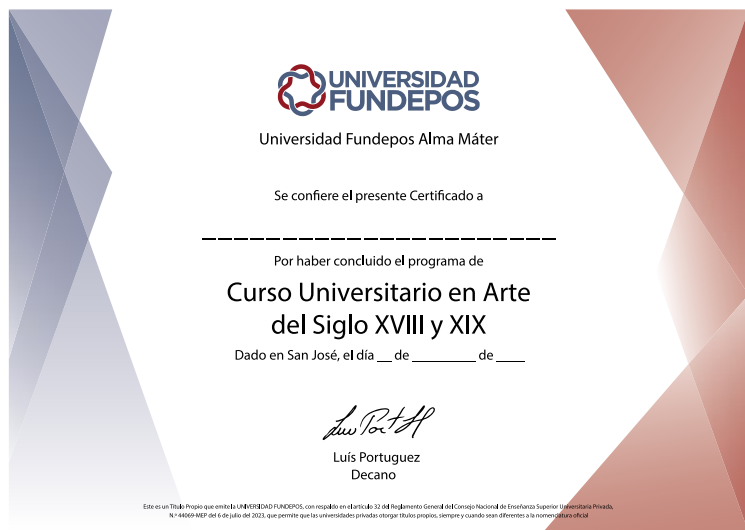 UNIVERSIDAD
FUNDEPOS
Universidad Fundepos Alma Máter
Se confiere el presente Certificado a
_ _ _ _ _ _ _ _ _ _ _ _ _ _ _ _ _ _ _ _ _ _
Por haber concluido el programa de
Curso Universitario en Arte
del Siglo XVIII y XIX
Dado en San José, el día __ de _________ de ____
Luís Portuguez
Decano
Este es un Título Propio que emite la UNIVERSIDAD FUNDEPOS, con respaldo en el artículo 32 del Reglamento General del Consejo Nacional de Enseñanza Superior Universitaria Privada,
N.º 44069-MEP del 6 de julio del 2023, que permite que las universidades privadas otorgar títulos propios, siempre y cuando sean diferentes a la nomenclatura oficial